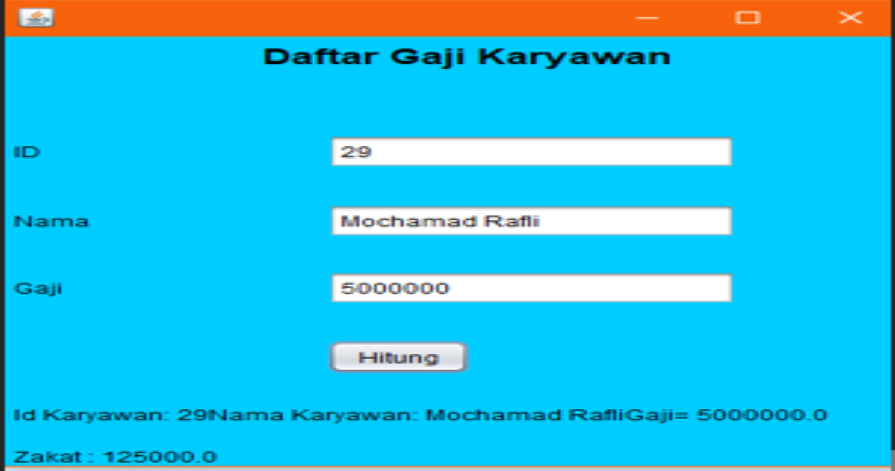 Daftar Gaji Karyawan
ID 29
Nama Mochamad Rafli
Gaji 5000000
Hitung
Id Karyawan: 29Nama Karyawan: Mochamad RafliGaji= 5000000.0
Zakat : 125000.0